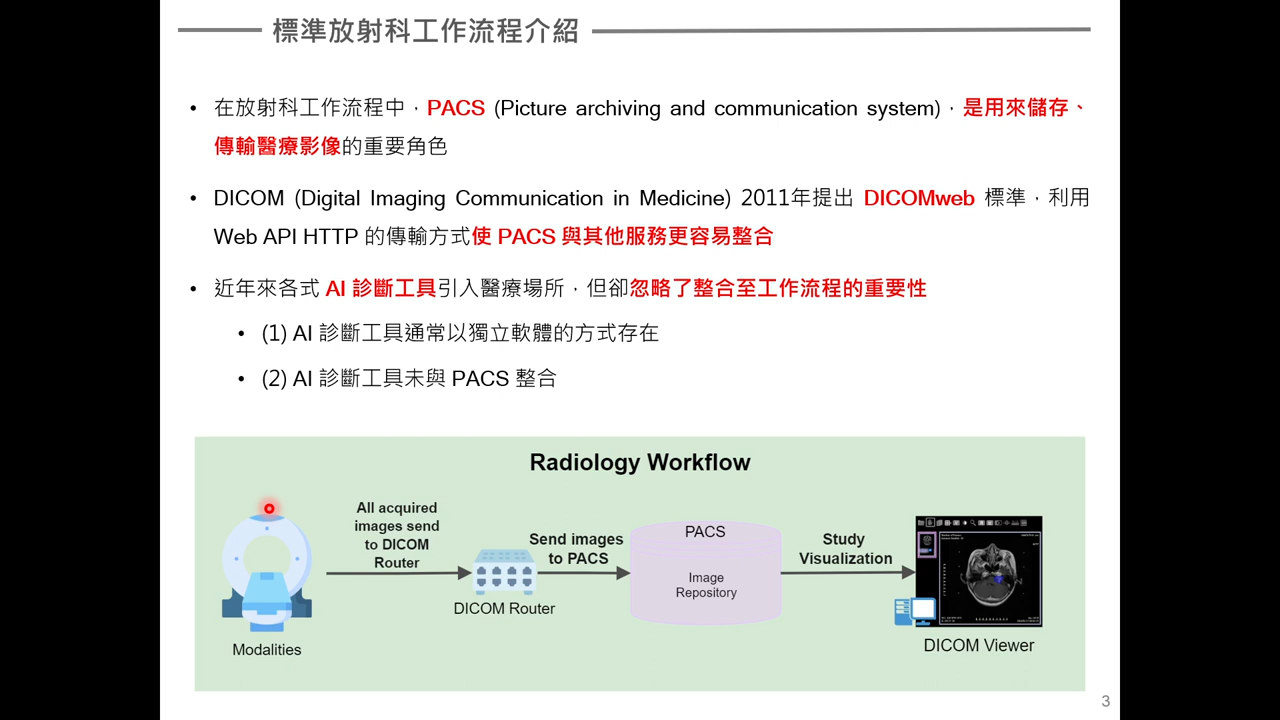 標準放射科工作流程介紹
• 在放射科工作流程中，PACS (Picture archiving and communication system)，是用來儲存、
傳輸醫療影像的重要角色
• DICOM (Digital Imaging Communication in Medicine) 2011年提出 DICOMweb 標準，利用
Web API HTTP 的傳輸方式使 PACS 與其他服務更容易整合
• 近年來各式 AI 診斷工具引入醫療場所，但卻忽略了整合至工作流程的重要性
• (1) AI 診斷工具通常以獨立軟體的方式存在
• (2) AI 診斷工具未與 PACS 整合
Radiology Workflow
All acquired
images send
to DICOM
Router
Send images
to PACS
PACS
Image
Repository
Study
Visualization
DICOM Router
Modalities
DICOM Viewer
3